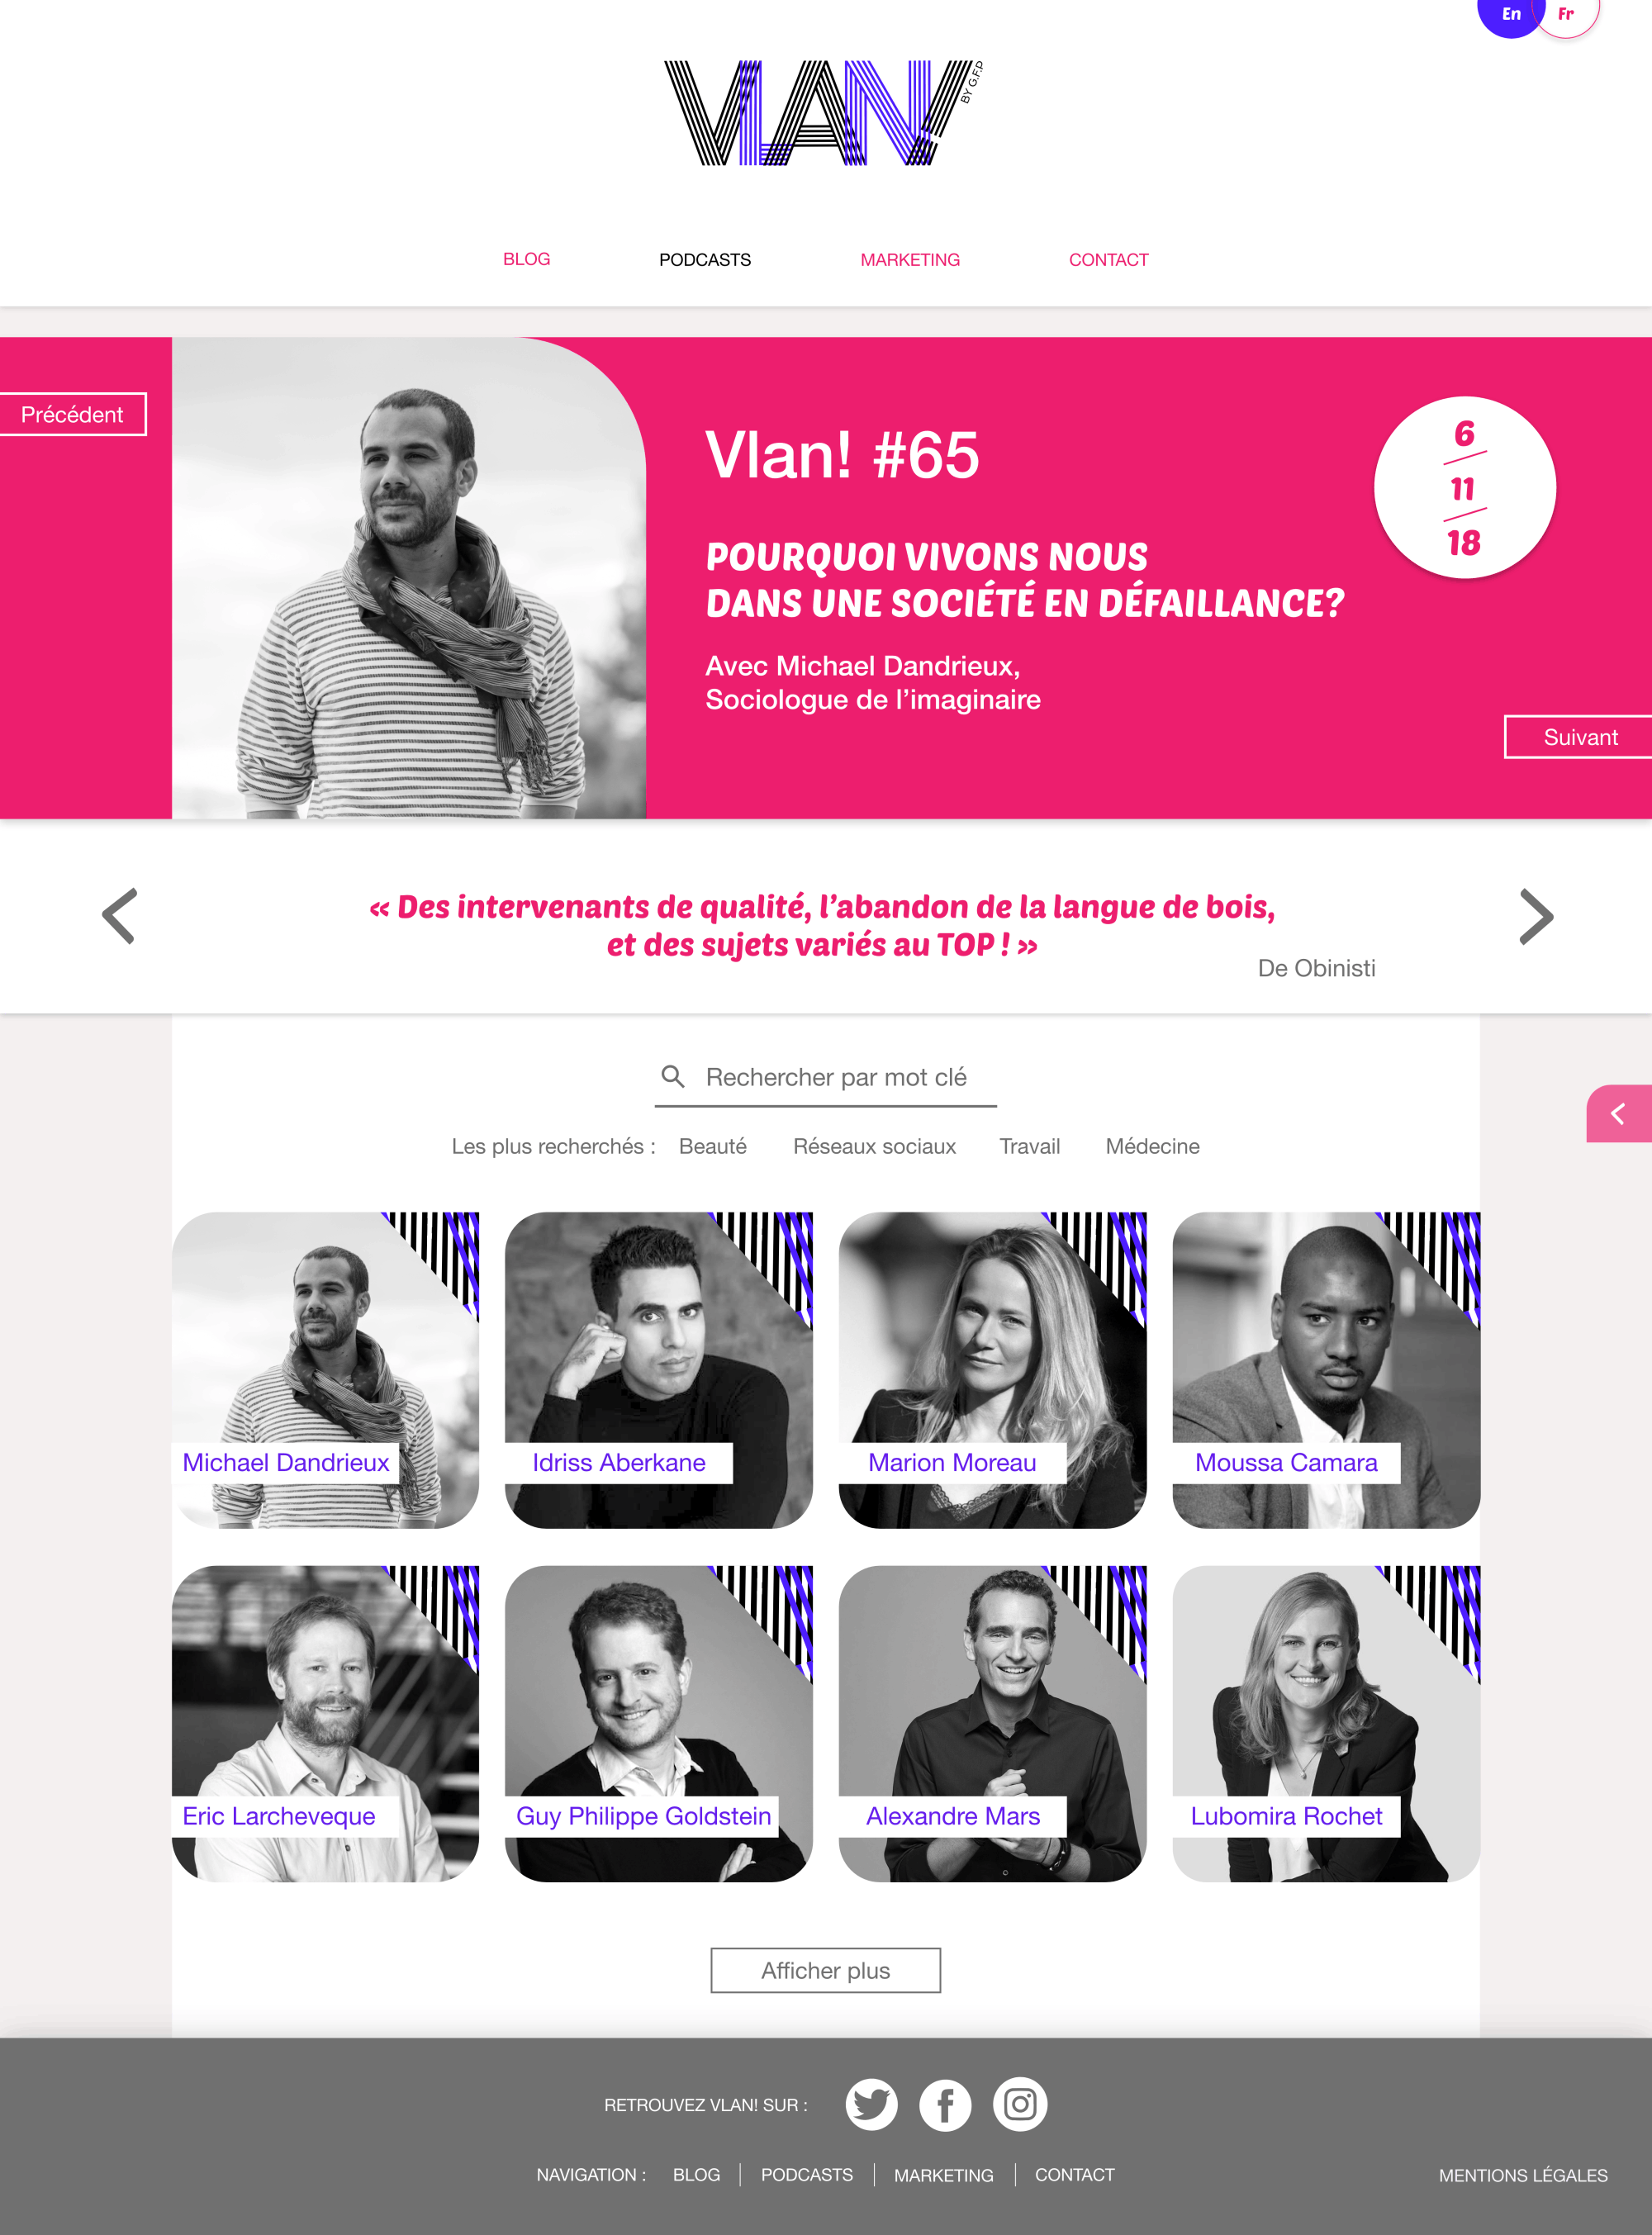 En Fr
VLAN! BY G.F.P
BLOG PODCASTS MARKETING CONTACT
Précédent
Vlan! #65
6
11
18
POURQUOI VIVONS NOUS
DANS UNE SOCIÉTÉ EN DÉFAILLANCE?
Avec Michael Dandrieux,
Sociologue de l’imaginaire
Suivant
« Des intervenants de qualité, l’abandon de la langue de bois,
et des sujets variés au TOP ! »
De Obinisti
Rechercher par mot clé
Les plus recherchés : Beauté Réseaux sociaux Travail Médecine
Michael Dandrieux
Idriss Aberkane
Marion Moreau
Moussa Camara
Eric Larcheveque
Guy Philippe Goldstein
Alexandre Mars
Lubomira Rochet
Afficher plus
RETROUVEZ VLAN! SUR :
NAVIGATION : BLOG | PODCASTS | MARKETING | CONTACT
MENTIONS LÉGALES